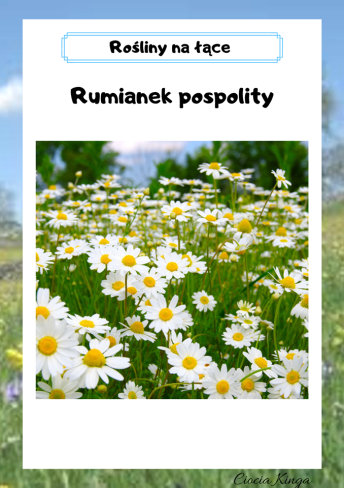 Rośliny na łące
Rumianek pospolity
Ciocia Kinga